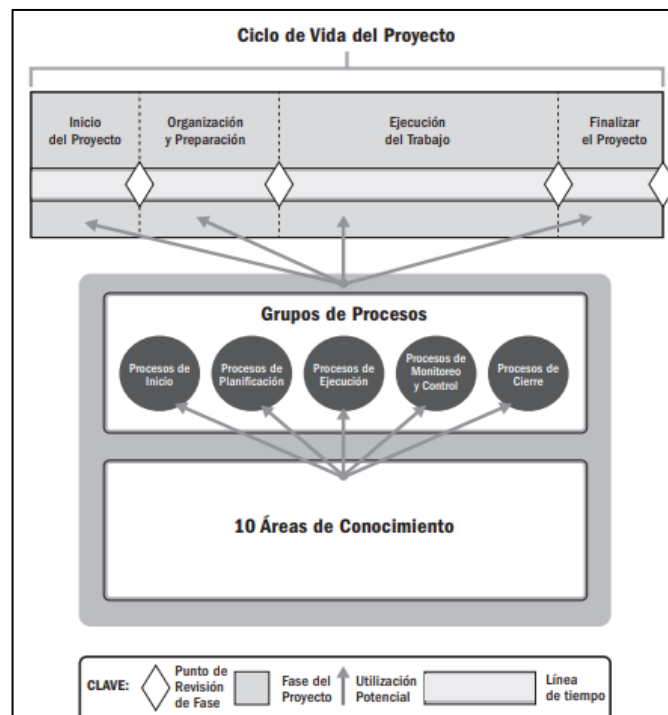 Ciclo de Vida del Proyecto
Inicio
del Proyecto
Organización
y Preparación
Ejecución
del Trabajo
Finalizar
el Proyecto
Grupos de Procesos
Procesos de
Inicio
Procesos de
Planificación
Procesos de
Ejecución
Procesos de
Monitoreo
y Control
Procesos de
Cierre
10 Áreas de Conocimiento
CLAVE:
Punto de
Revisión
de Fase
Fase del
Proyecto
Utilización
Potencial
Línea
de tiempo